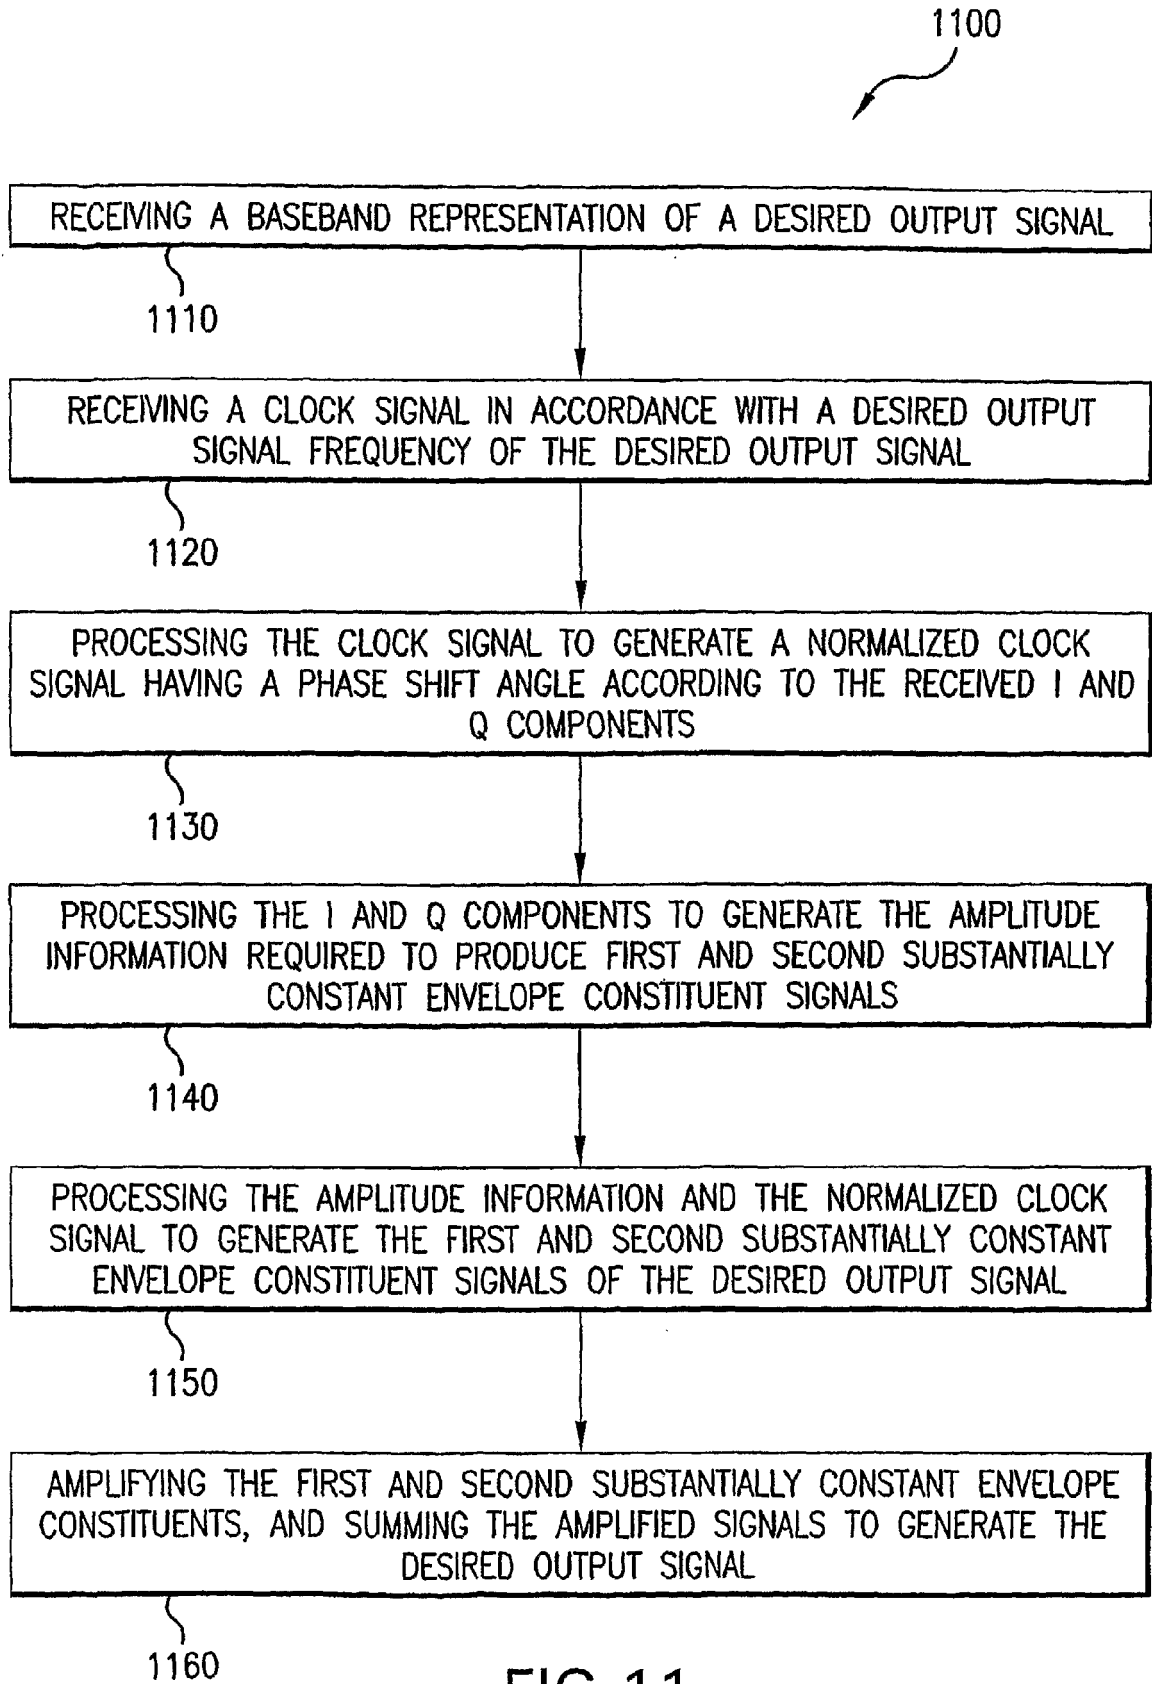 1100
RECEIVING A BASEBAND REPRESENTATION OF A DESIRED OUTPUT SIGNAL
1110
RECEIVING A CLOCK SIGNAL IN ACCORDANCE WITH A DESIRED OUTPUT
SIGNAL FREQUENCY OF THE DESIRED OUTPUT SIGNAL
1120
PROCESSING THE CLOCK SIGNAL TO GENERATE A NORMALIZED CLOCK
SIGNAL HAVING A PHASE SHIFT ANGLE ACCORDING TO THE RECEIVED I AND
Q COMPONENTS
1130
PROCESSING THE I AND Q COMPONENTS TO GENERATE THE AMPLITUDE
INFORMATION REQUIRED TO PRODUCE FIRST AND SECOND SUBSTANTIALLY
CONSTANT ENVELOPE CONSTITUENT SIGNALS
1140
PROCESSING THE AMPLITUDE INFORMATION AND THE NORMALIZED CLOCK
SIGNAL TO GENERATE THE FIRST AND SECOND SUBSTANTIALLY CONSTANT
ENVELOPE CONSTITUENT SIGNALS OF THE DESIRED OUTPUT SIGNAL
1150
AMPLIFYING THE FIRST AND SECOND SUBSTANTIALLY CONSTANT ENVELOPE
CONSTITUENTS, AND SUMMING THE AMPLIFIED SIGNALS TO GENERATE THE
DESIRED OUTPUT SIGNAL
1160
FIG. 11